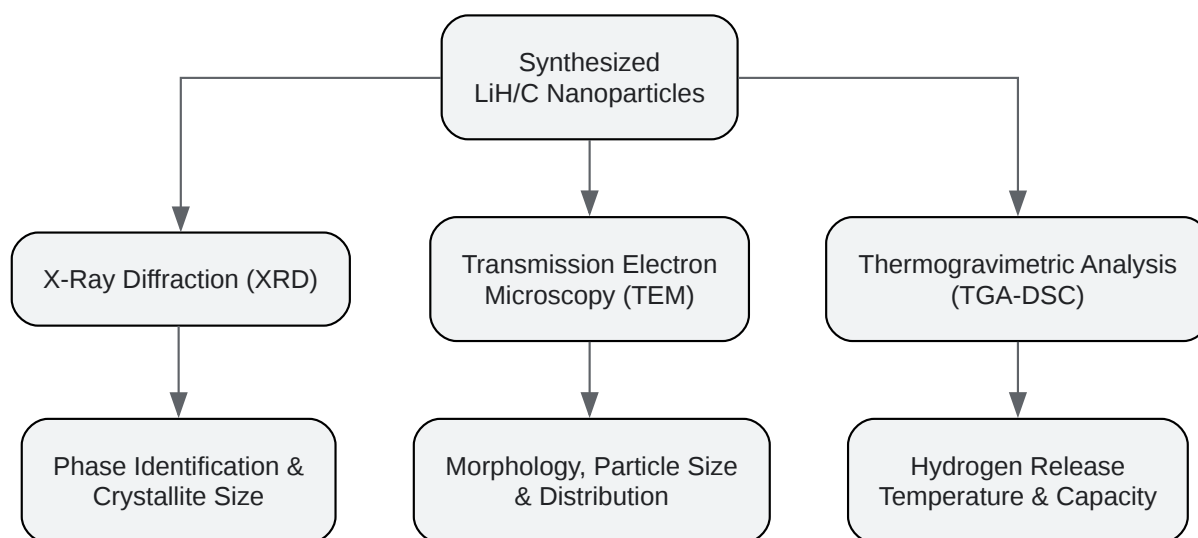 Synthesized
LiH/C Nanoparticles
X-Ray Diffraction (XRD)
Transmission Electron
Microscopy (TEM)
Thermogravimetric Analysis
(TGA-DSC)
Phase Identification &
Crystallite Size
Morphology, Particle Size
& Distribution
Hydrogen Release
Temperature & Capacity